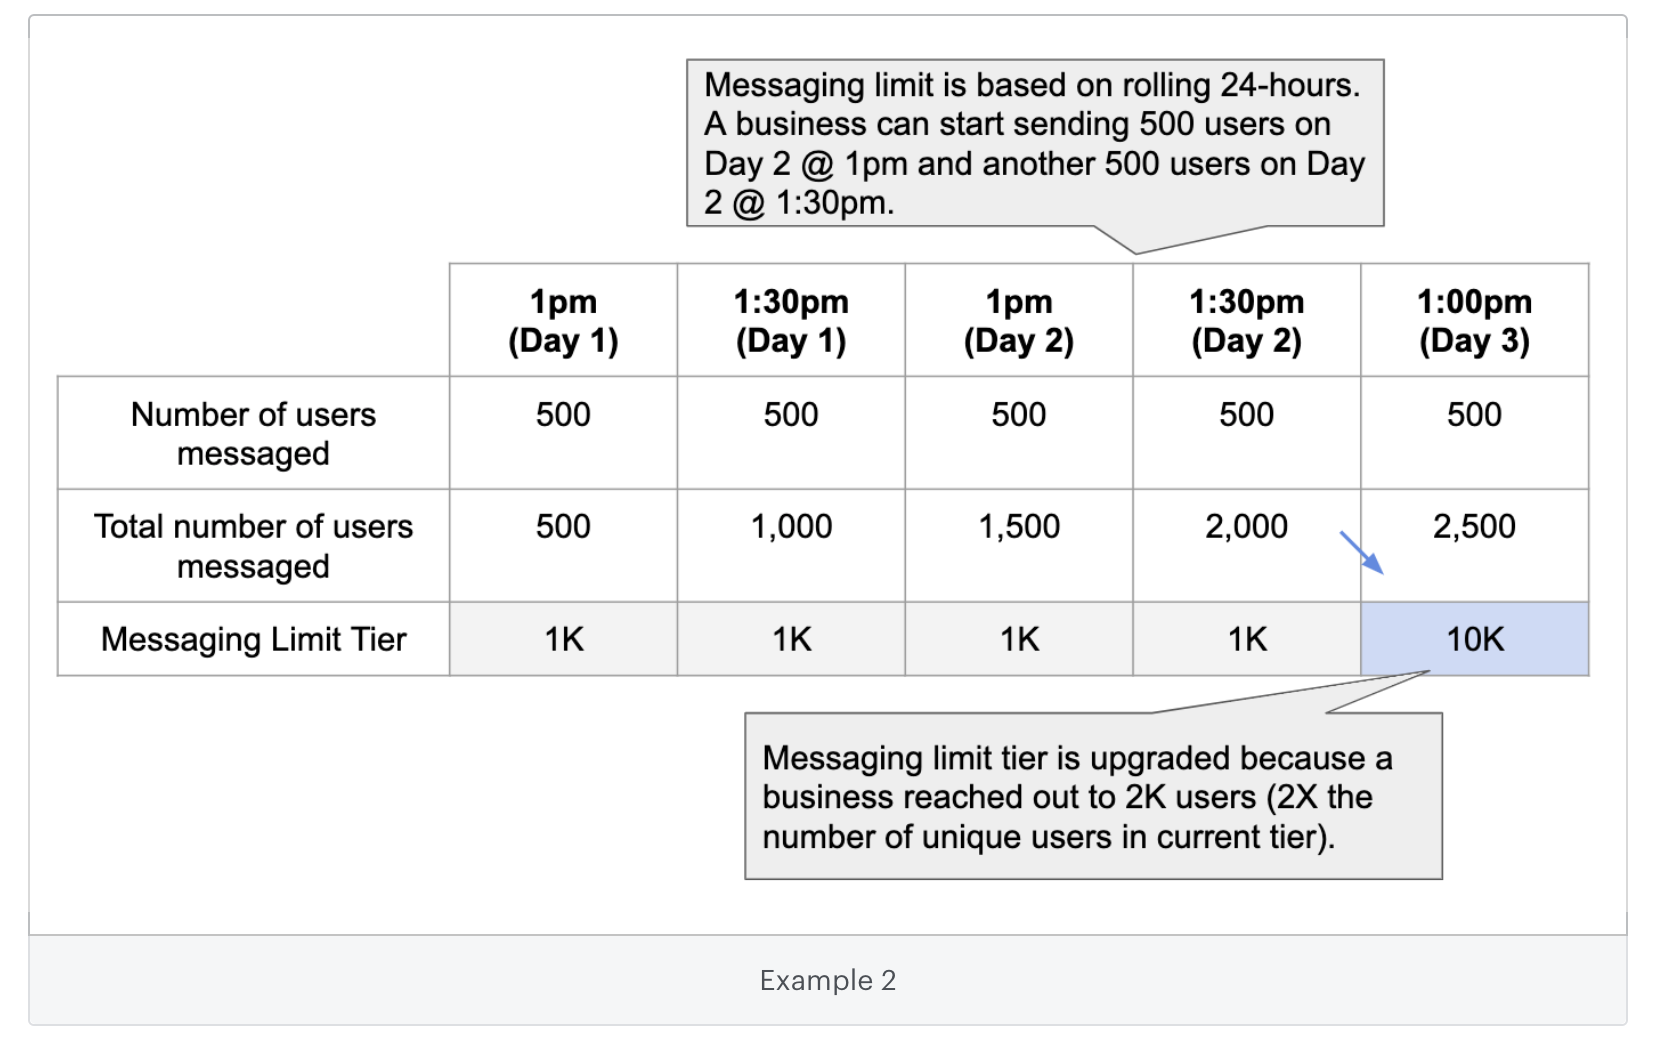 Messaging limit is based on rolling 24-hours.
A business can start sending 500 users on
Day 2 @ 1pm and another 500 users on Day
2 @ 1:30pm.
1pm 1:30pm 1pm 1:30pm 1:00pm
(Day 1) (Day 1) (Day 2) (Day 2) (Day 3)
Number of users
messaged
500 500 500 500 500
Total number of users
messaged
500 1,000 1,500 2,000 2,500
Messaging Limit Tier 1K 1K 1K 1K 10K
Messaging limit tier is upgraded because a
business reached out to 2K users (2X the
number of unique users in current tier).
Example 2